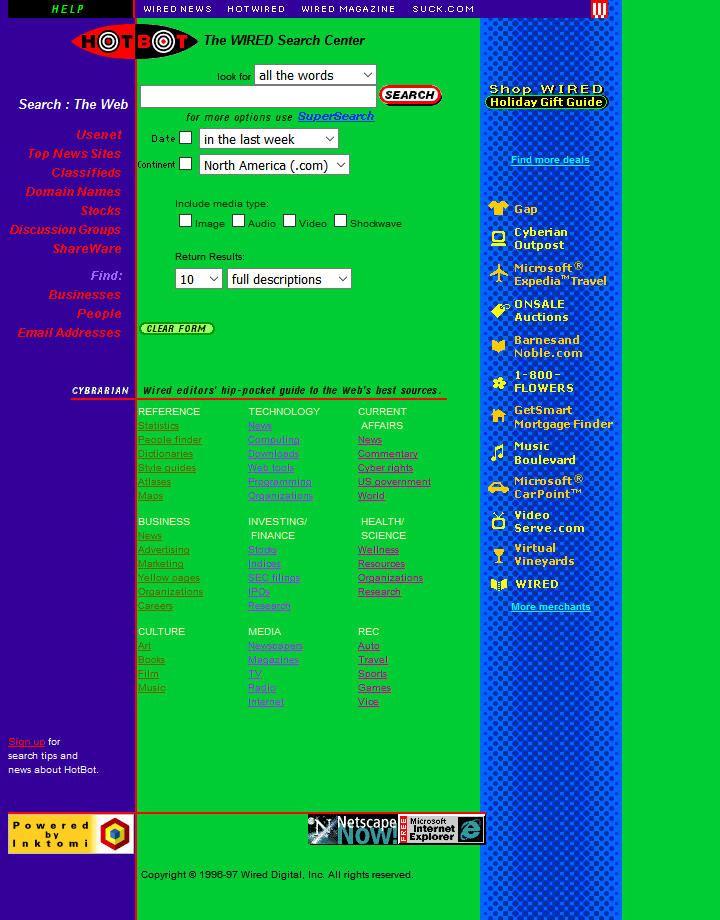 HELP
WIRED NEWS HOTWIRED WIRED MAGAZINE SUCK.COM
HOTBOT
The WIRED Search Center
look for all the words
SEARCH
for more options use SuperSearch
Date in the last week
Continent North America (.com)
Include media type:
Image Audio Video Shockwave
Return Results:
10 full descriptions
CLEAR FORM
Search : The Web
Usenet
Top News Sites
Classifieds
Domain Names
Stocks
Discussion Groups
ShareWare
Find:
Businesses
People
Email Addresses
CYBRARIAN Wired editors' hip-pocket guide to the Web's best sources.
REFERENCE
Statistics
People finder
Dictionaries
Style guides
Atlases
Maps
TECHNOLOGY
News
Computing
Downloads
Web tools
Programming
Organizations
CURRENT
AFFAIRS
News
Commentary
Cyber rights
US government
World
BUSINESS
News
Advertising
Marketing
Yellow pages
Organizations
Careers
INVESTING/
FINANCE
Stocks
Indices
SEC filings
IPOs
Research
HEALTH/
SCIENCE
Wellness
Resources
Organizations
Research
CULTURE
Art
Books
Film
Music
MEDIA
Newspapers
Magazines
TV
Radio
Internet
REC
Auto
Travel
Sports
Games
Vice
Shop WIRED
Holiday Gift Guide
Find more deals
Gap
Cyberian
Outpost
Microsoft®
Expedia™Travel
ONSALE
Auctions
Barnesand
Noble.com
1-800-
FLOWERS
GetSmart
Mortgage Finder
Music
Boulevard
Microsoft®
CarPoint™
Video
Serve.com
Virtual
Vineyards
WIRED
More merchants
Sign up for
search tips and
news about HotBot.
Powered
by
Inktomi
Netscape
NOW!
FREE
Microsoft
Internet
Explorer
Copyright © 1996-97 Wired Digital, Inc. All rights reserved.